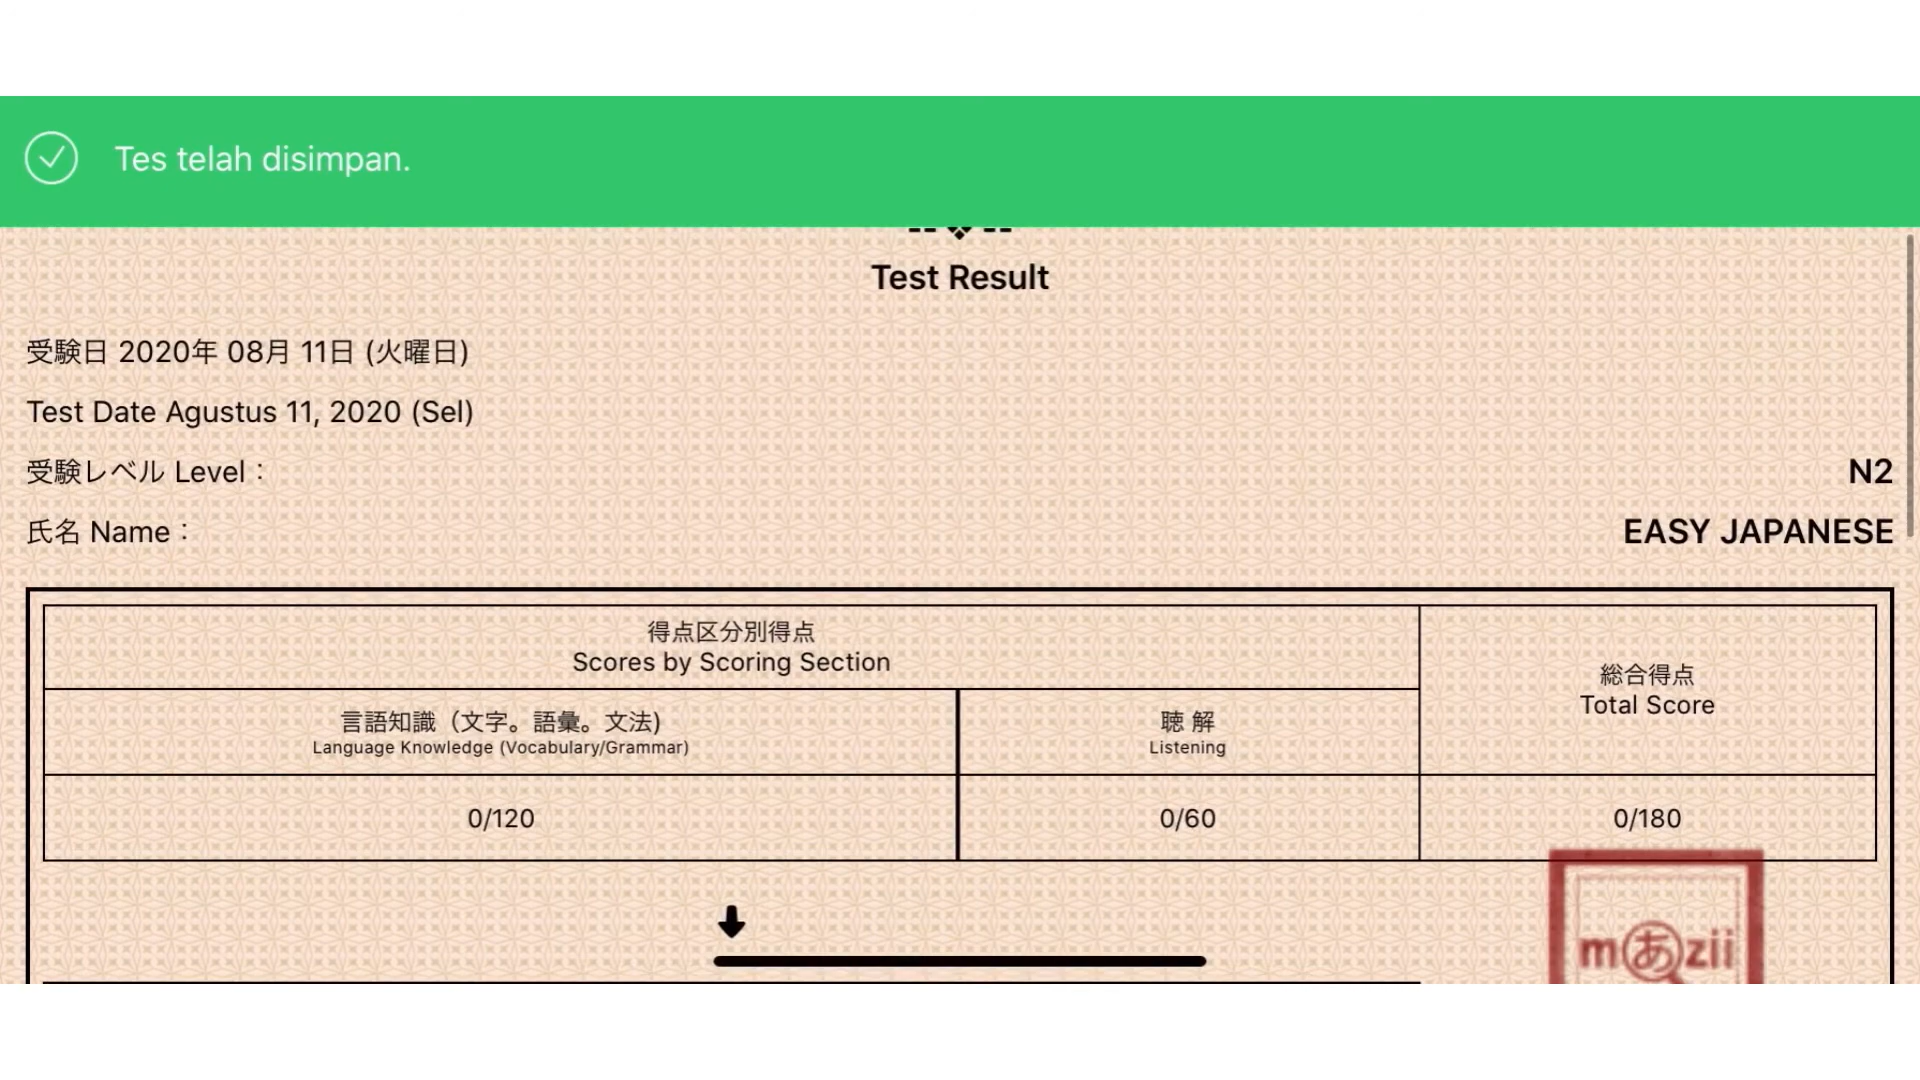 Tes telah disimpan.
Test Result
受験日 2020年 08月 11日 (火曜日)
Test Date Agustus 11, 2020 (Sel)
受験レベル Level :
N2
氏名 Name :
EASY JAPANESE
得点区分別得点
Scores by Scoring Section
総合得点
Total Score
言語知識（文字。語彙。文法)
Language Knowledge (Vocabulary/Grammar)
聴 解
Listening
0/120
0/60
0/180
mあzii